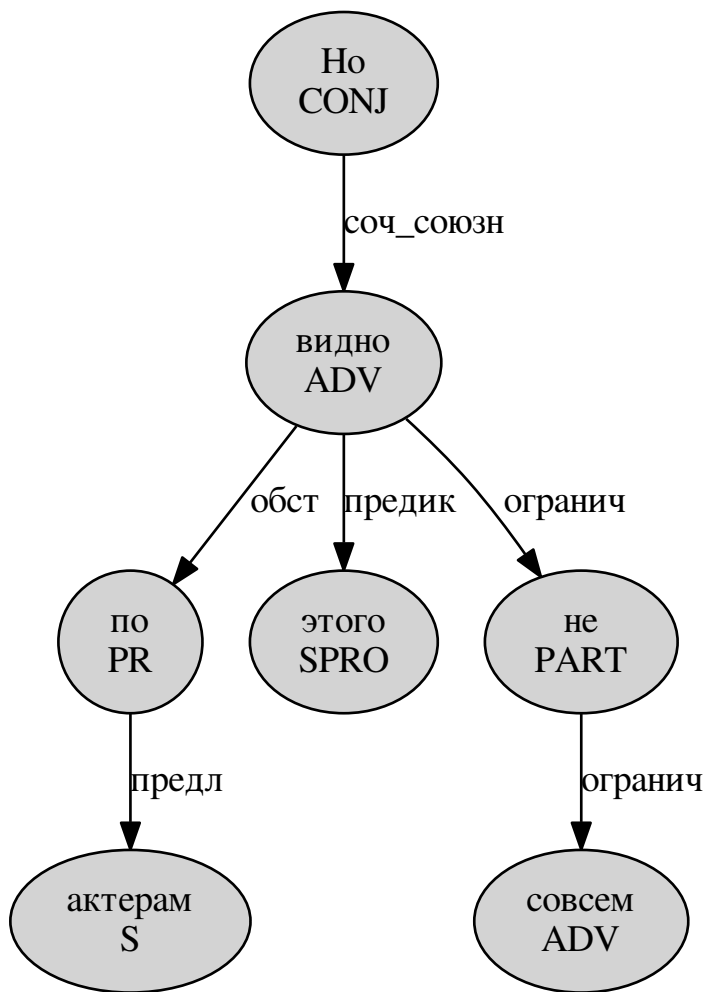 Но
CONJ
соч_союзн
видно
ADV
обст
предик
огранич
по
PR
этого
SPRO
не
PART
предл
огранич
актерам
S
совсем
ADV